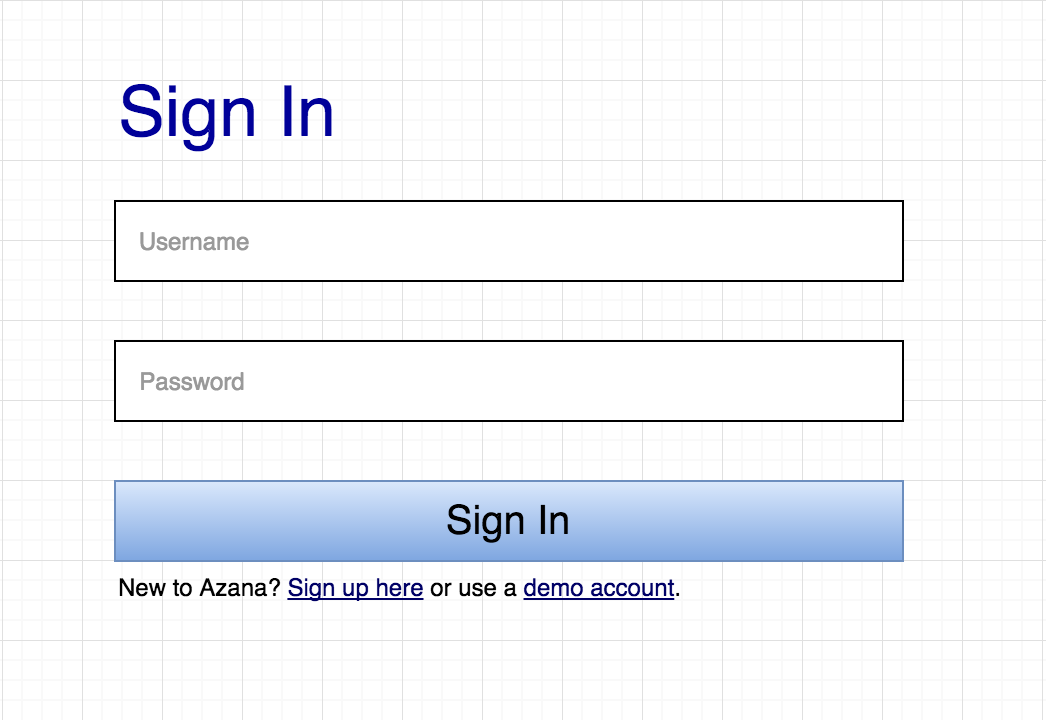 Sign In
Username
Password
Sign In
New to Azana? Sign up here or use a demo account.